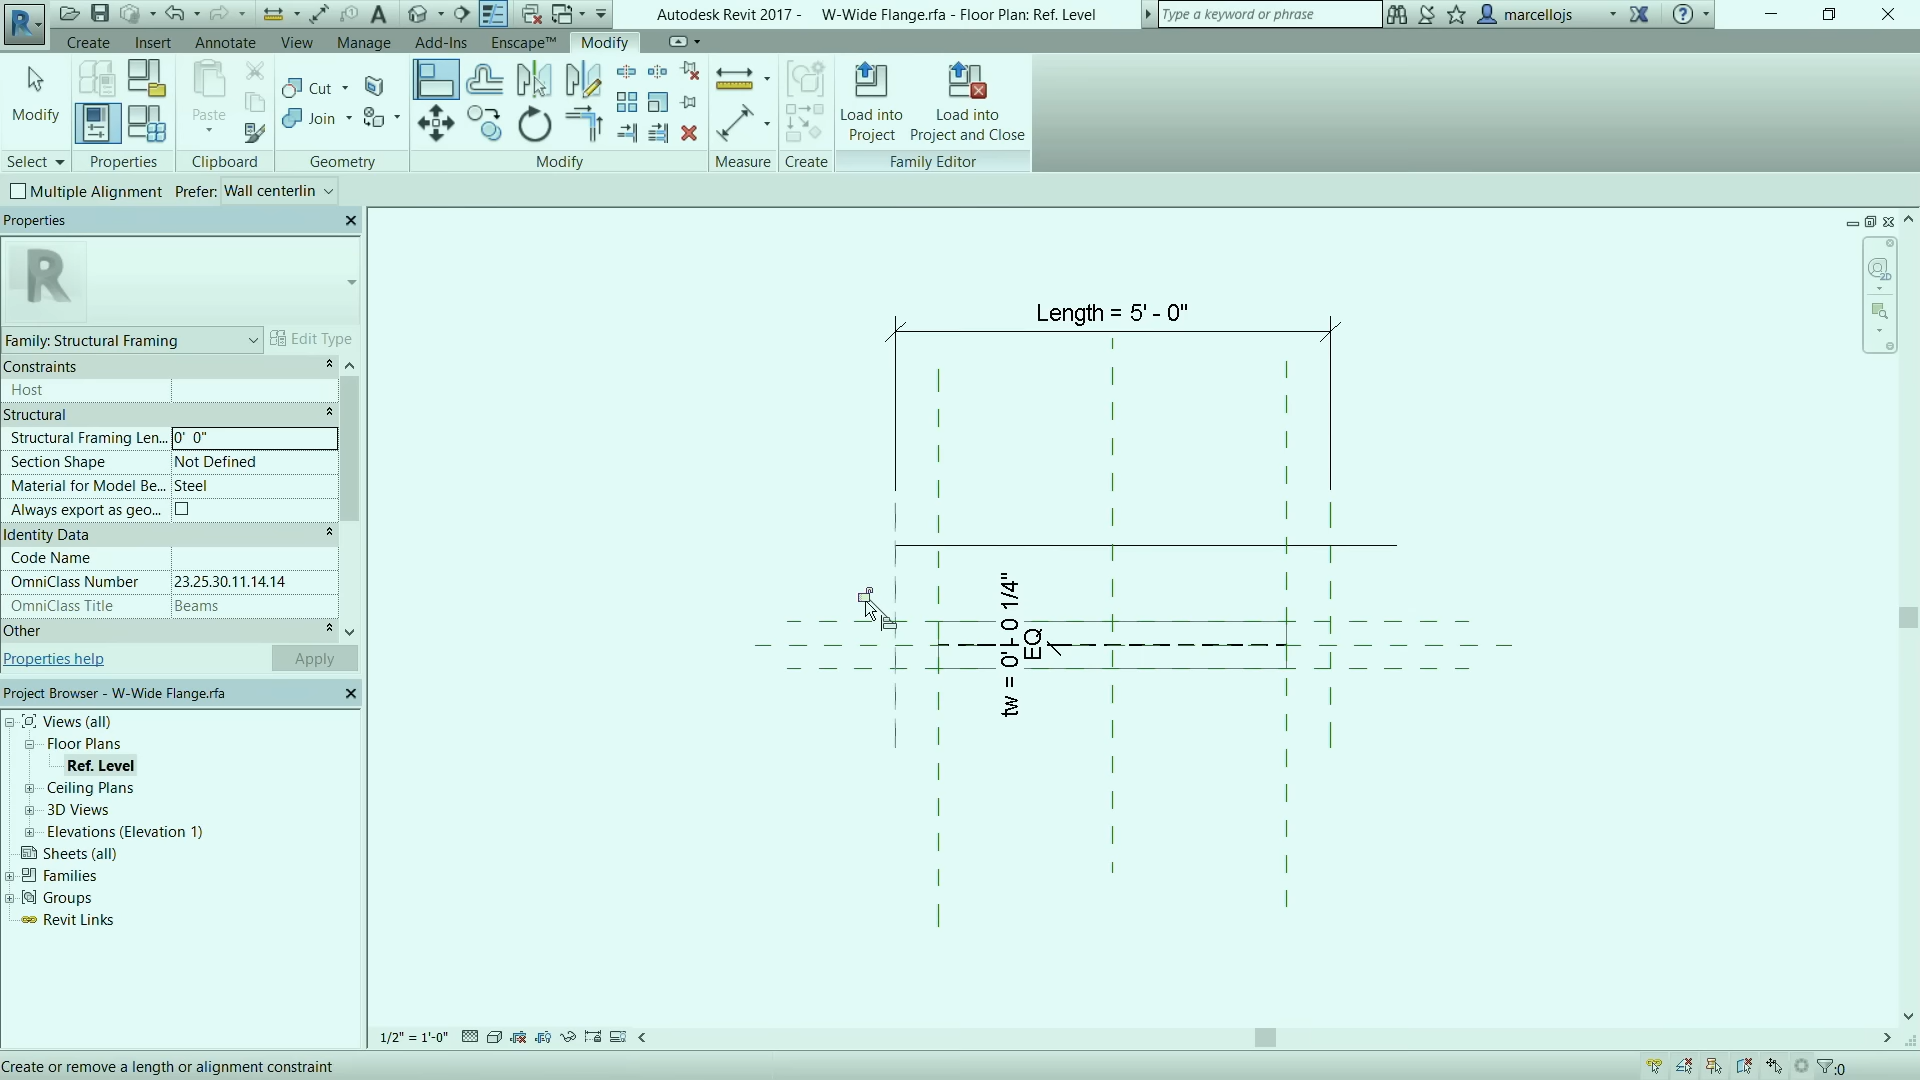 Autodesk Revit 2017 - W-Wide Flange.rfa - Floor Plan: Ref. Level
Type a keyword or phrase
marcellojs
Create Insert Annotate View Manage Add-Ins Enscape™ Modify
Modify
Paste
Cut
Join
Load into Project
Load into Project and Close
Select Properties Clipboard Geometry Modify Measure Create Family Editor
Multiple Alignment Prefer: Wall centerlin
Properties
Family: Structural Framing
Edit Type
Constraints
Host
Structural
Structural Framing Len... 0' 0"
Section Shape Not Defined
Material for Model Be... Steel
Always export as geo...
Identity Data
Code Name
OmniClass Number 23.25.30.11.14.14
OmniClass Title Beams
Other
Properties help
Apply
Project Browser - W-Wide Flange.rfa
Views (all)
Floor Plans
Ref. Level
Ceiling Plans
3D Views
Elevations (Elevation 1)
Sheets (all)
Families
Groups
Revit Links
Length = 5' - 0"
tw = 0' - 0 1/4"
EQ
2D
1/2" = 1'-0"
Create or remove a length or alignment constraint
:0